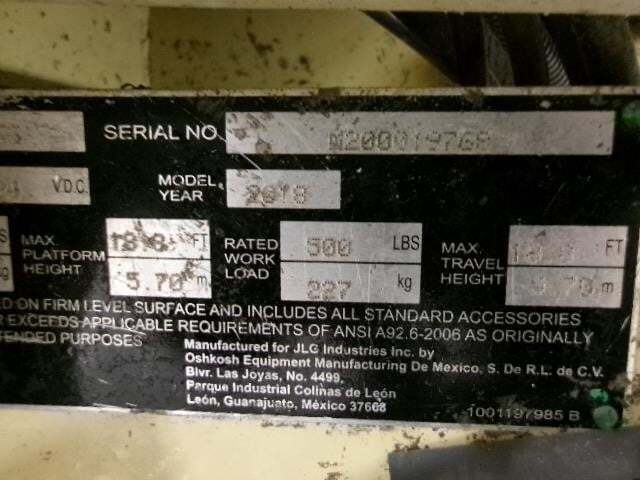 SERIAL NO.
V.D.C.
MODEL YEAR 2018
MAX. PLATFORM HEIGHT FT 5.70 m
RATED WORK LOAD 500 LBS 227 kg
MAX. TRAVEL HEIGHT FT m
ED ON FIRM LEVEL SURFACE AND INCLUDES ALL STANDARD ACCESSORIES
R EXCEEDS APPLICABLE REQUIREMENTS OF ANSI A92.6-2006 AS ORIGINALLY
TENDED PURPOSES
Manufactured for JLG Industries Inc. by
Oshkosh Equipment Manufacturing De Mexico, S. De R.L. de C.V.
Blvr. Las Joyas, No. 4499,
Parque Industrial Colinas de León
León, Guanajuato, México 37668
1001197985 B